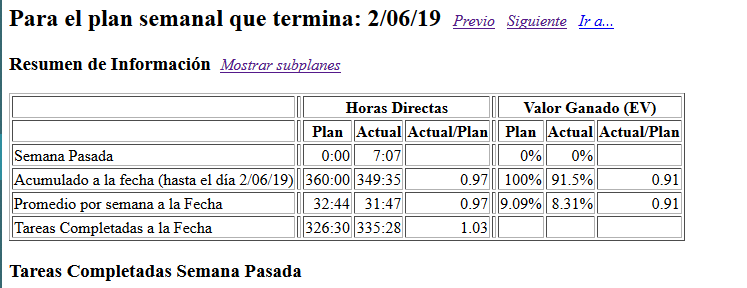 Para el plan semanal que termina: 2/06/19 Previo Siguiente Ir a...
Resumen de Información Mostrar subplanes
Horas Directas Valor Ganado (EV)
Plan Actual Actual/Plan Plan Actual Actual/Plan
Semana Pasada 0:00 7:07 0% 0%
Acumulado a la fecha (hasta el día 2/06/19) 360:00 349:35 0.97 100% 91.5% 0.91
Promedio por semana a la Fecha 32:44 31:47 0.97 9.09% 8.31% 0.91
Tareas Completadas a la Fecha 326:30 335:28 1.03
Tareas Completadas Semana Pasada